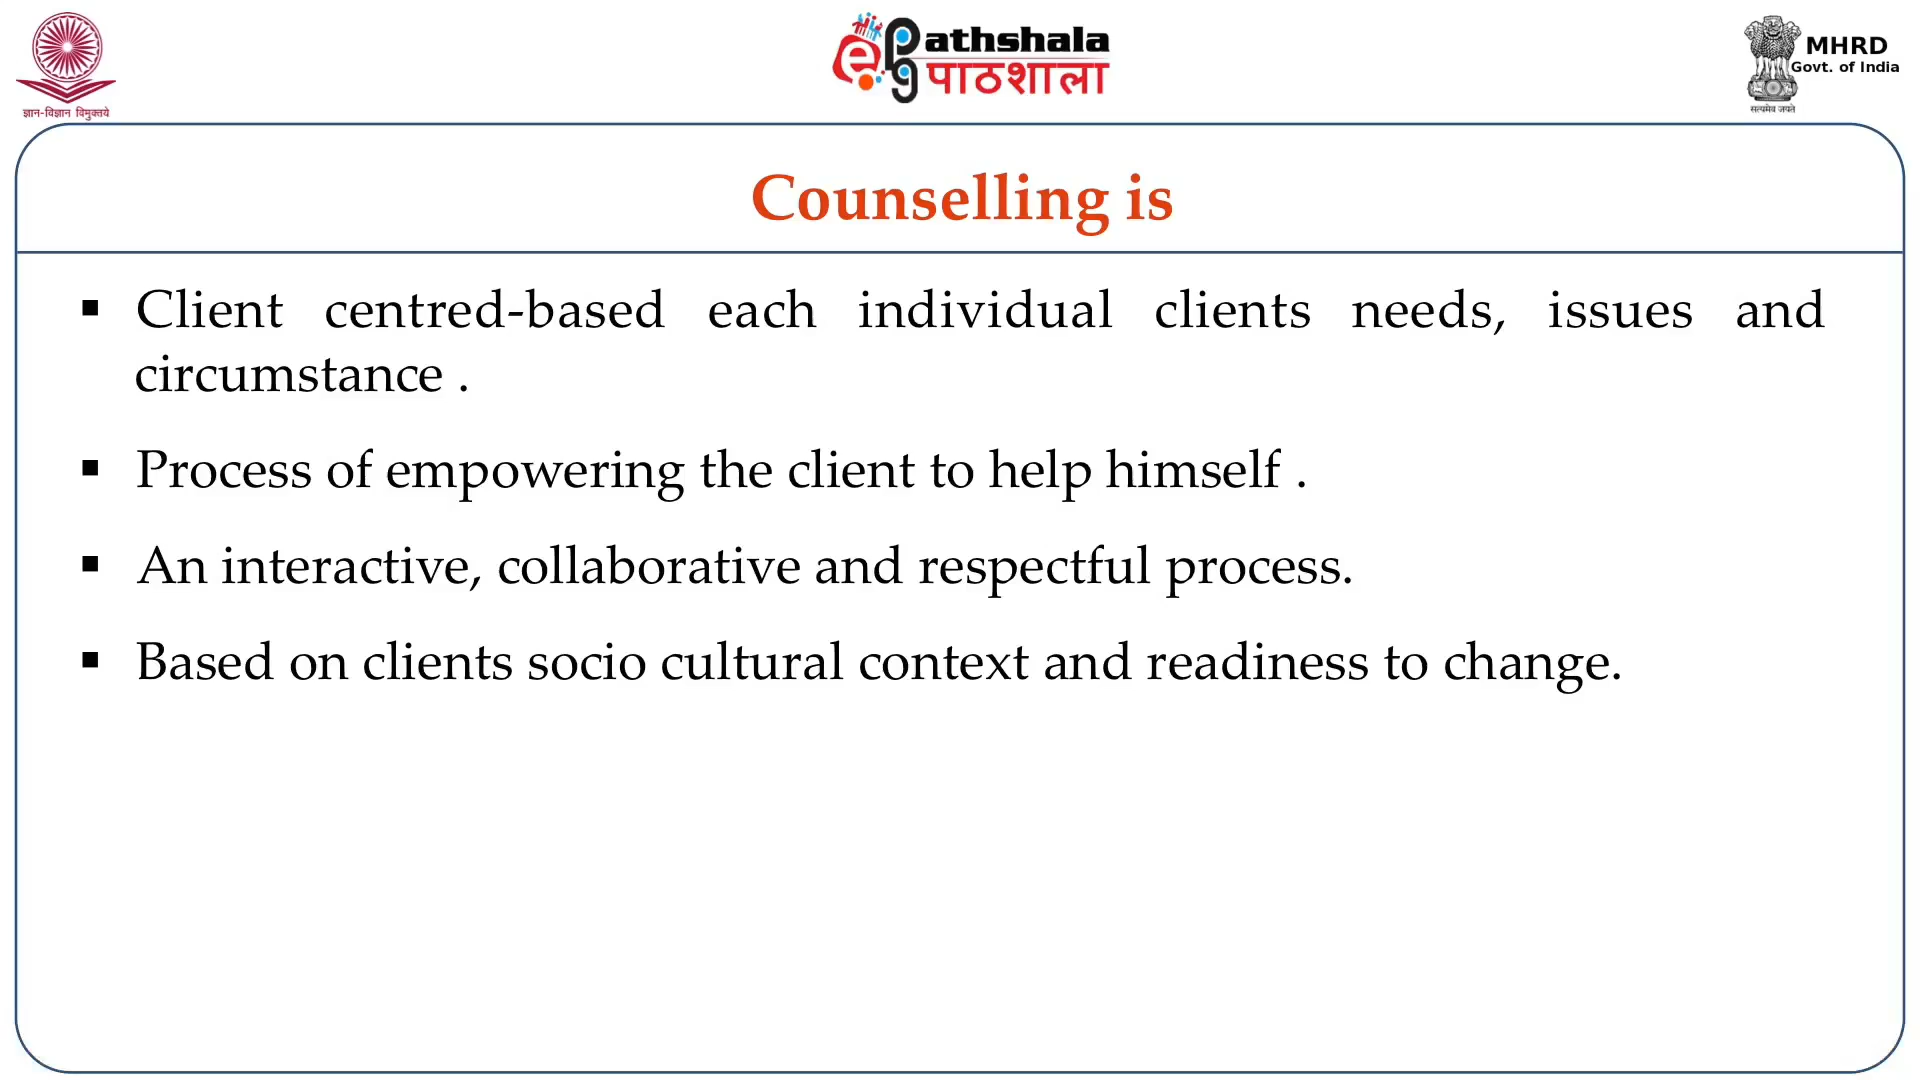 ज्ञान-विज्ञान विमुक्तये
e
pg
athshala
पाठशाला
MHRD
Govt. of India
सत्यमेव जयते
Counselling is
▪ Client centred-based each individual clients needs, issues and
circumstance .
▪ Process of empowering the client to help himself .
▪ An interactive, collaborative and respectful process.
▪ Based on clients socio cultural context and readiness to change.